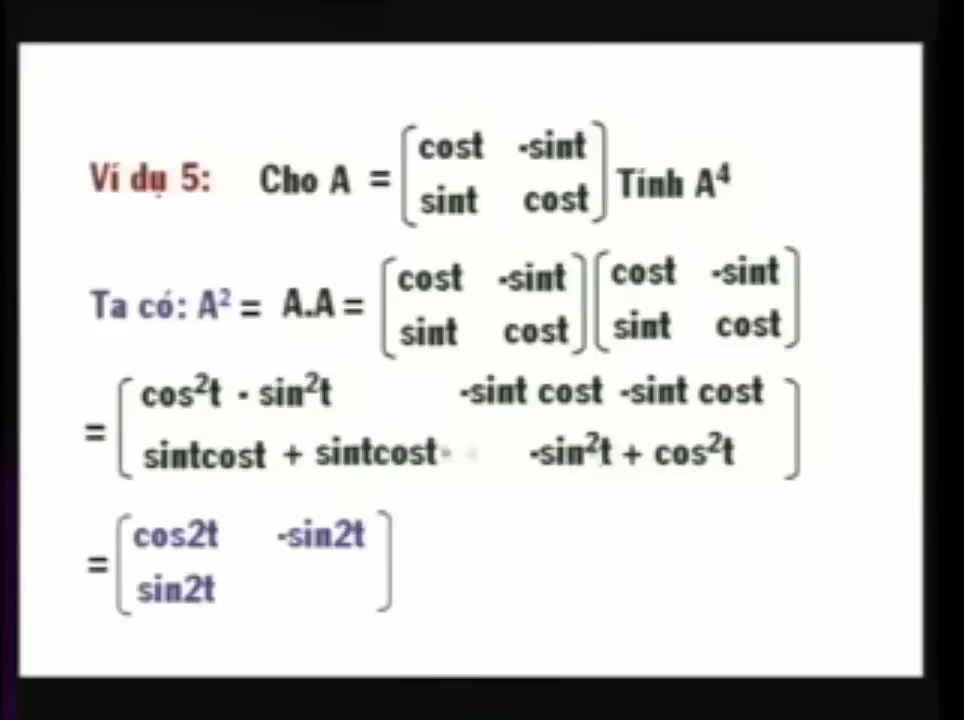 Ví dụ 5: Cho A = [cost -sint
sint cost] Tính A⁴
Ta có: A² = A.A = [cost -sint] [cost -sint]
[sint cost] [sint cost]
= [cos²t - sin²t -sint cost -sint cost
sintcost + sintcost -sin²t + cos²t]
= [cos2t -sin2t
sin2t ]